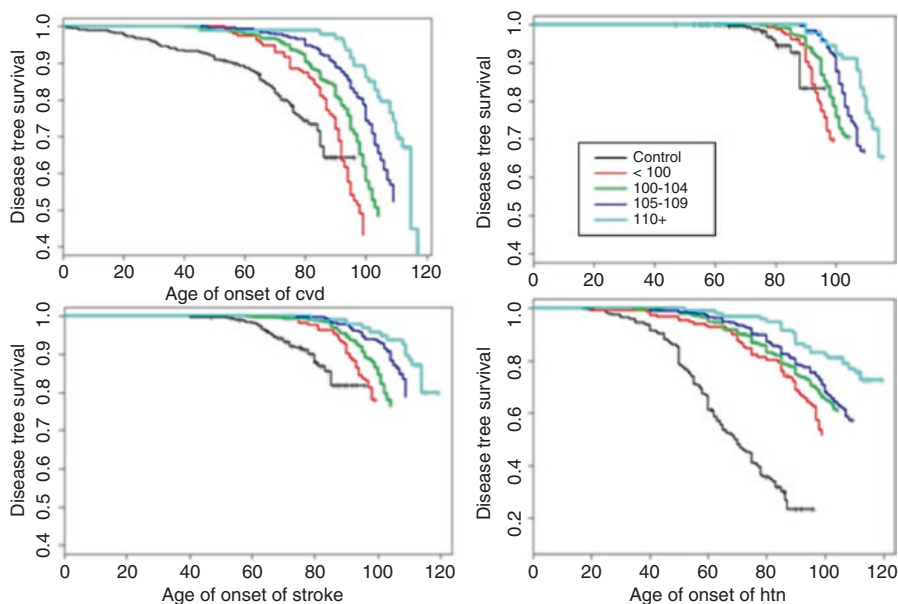 Disease tree survival
1.0
0.9
0.8
0.7
0.6
0.5
0.4
0 20 40 60 80 100 120
Age of onset of cvd
Disease tree survival
1.0
0.9
0.8
0.7
0.6
0.5
0.4
Control
< 100
100-104
105-109
110+
0 20 40 60 80 100
Disease tree survival
1.0
0.9
0.8
0.7
0.6
0.5
0.4
0 20 40 60 80 100 120
Age of onset of stroke
Disease tree survival
1.0
0.8
0.6
0.4
0.2
0 20 40 60 80 100 120
Age of onset of htn